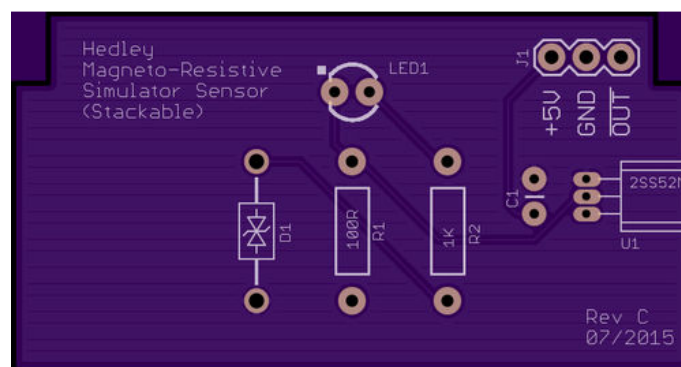 Hedley
Magneto-Resistive
Simulator Sensor
(Stackable)
LED1
J1
+5V
GND
OUT
D1
100R
R1
1K
R2
C1
2SS52M
U1
Rev C
07/2015